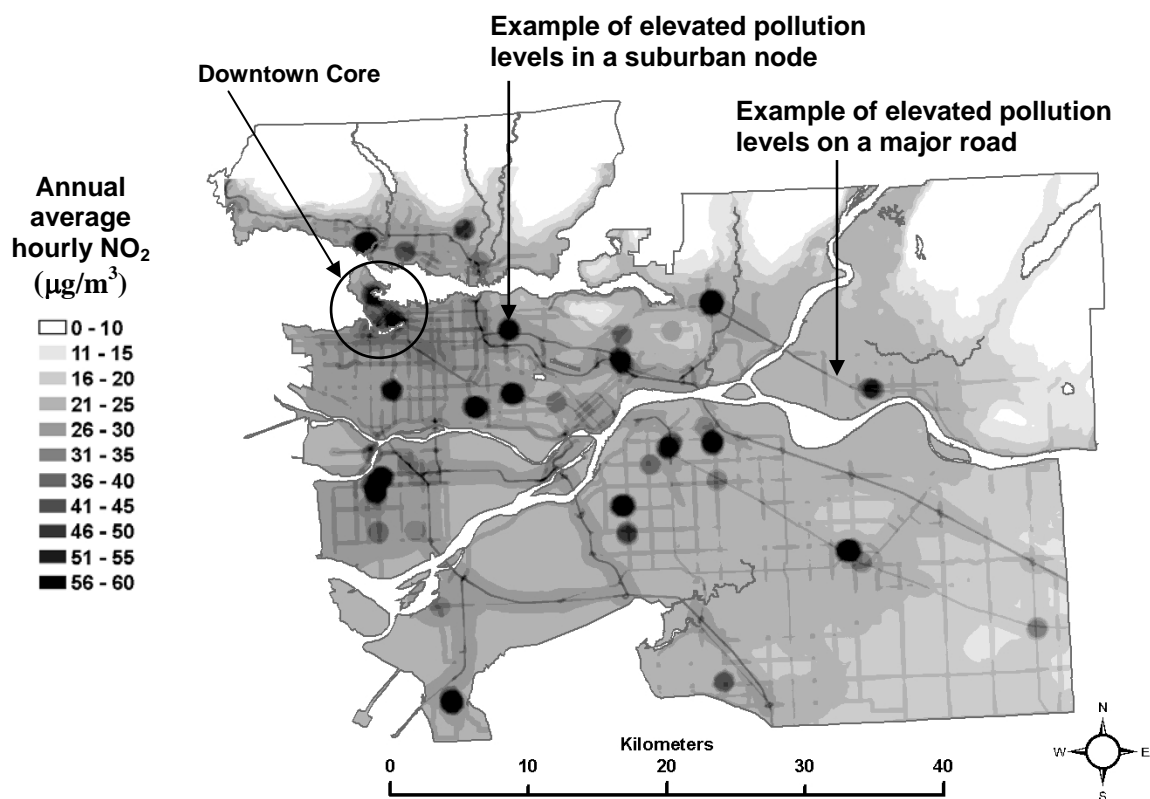 Example of elevated pollution
levels in a suburban node
Downtown Core
Example of elevated pollution
levels on a major road
Annual
average
hourly NO₂
(μg/m³)
0 - 10
11 - 15
16 - 20
21 - 25
26 - 30
31 - 35
36 - 40
41 - 45
46 - 50
51 - 55
56 - 60
Kilometers
0 10 20 30 40
N
W E
S